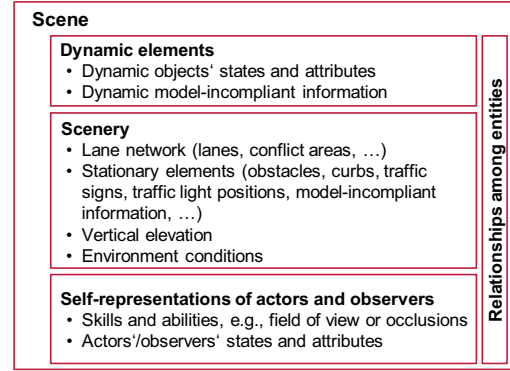 Scene
Dynamic elements
• Dynamic objects‘ states and attributes
• Dynamic model-incompliant information
Scenery
• Lane network (lanes, conflict areas, …)
• Stationary elements (obstacles, curbs, traffic
signs, traffic light positions, model-incompliant
information, …)
• Vertical elevation
• Environment conditions
Self-representations of actors and observers
• Skills and abilities, e.g., field of view or occlusions
• Actors‘/observers‘ states and attributes
Relationships among entities